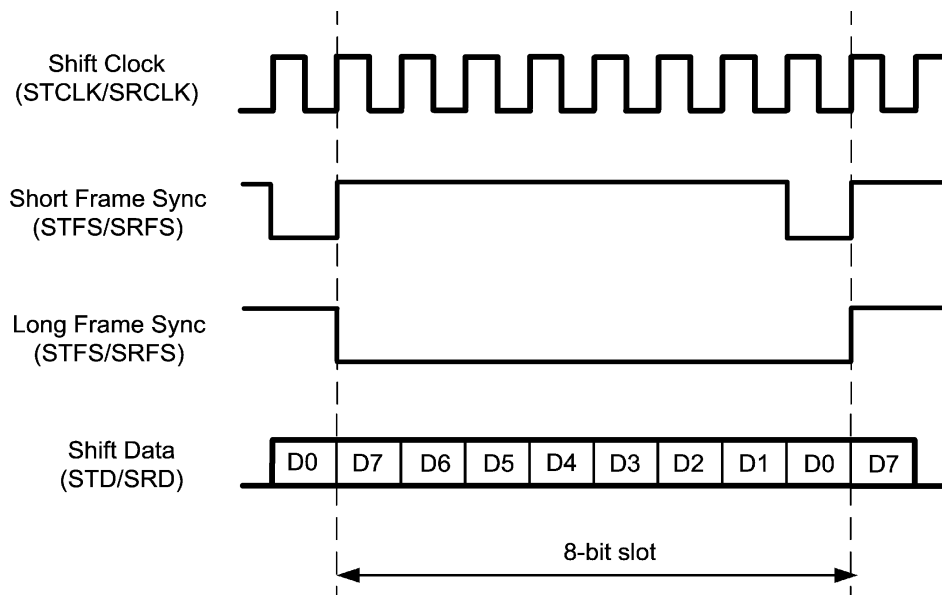 Shift Clock
(STCLK/SRCLK)
Short Frame Sync
(STFS/SRFS)
Long Frame Sync
(STFS/SRFS)
Shift Data
(STD/SRD)
D0 D7 D6 D5 D4 D3 D2 D1 D0 D7
8-bit slot